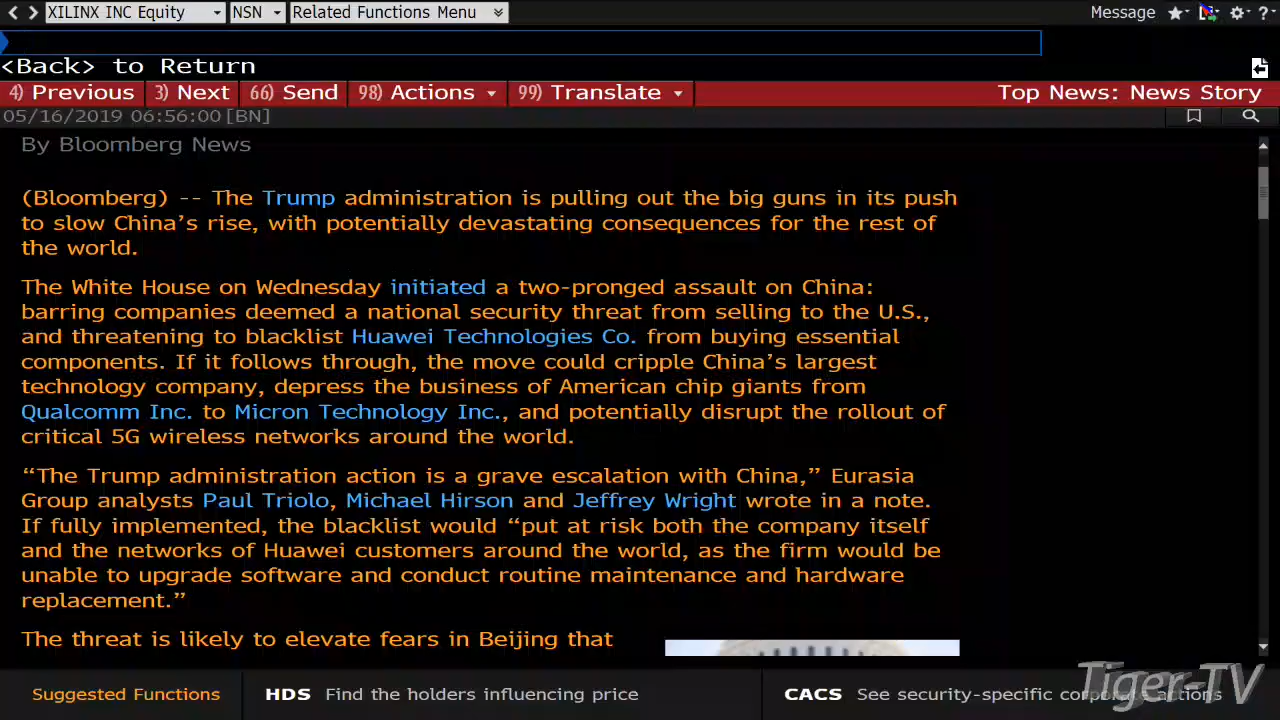 XILINX INC Equity NSN Related Functions Menu Message ?
<Back> to Return
4) Previous 3) Next 66) Send 98) Actions 99) Translate Top News: News Story
05/16/2019 06:56:00 [BN]
By Bloomberg News
(Bloomberg) -- The Trump administration is pulling out the big guns in its push
to slow China's rise, with potentially devastating consequences for the rest of
the world.
The White House on Wednesday initiated a two-pronged assault on China:
barring companies deemed a national security threat from selling to the U.S.,
and threatening to blacklist Huawei Technologies Co. from buying essential
components. If it follows through, the move could cripple China's largest
technology company, depress the business of American chip giants from
Qualcomm Inc. to Micron Technology Inc., and potentially disrupt the rollout of
critical 5G wireless networks around the world.
“The Trump administration action is a grave escalation with China,” Eurasia
Group analysts Paul Triolo, Michael Hirson and Jeffrey Wright wrote in a note.
If fully implemented, the blacklist would “put at risk both the company itself
and the networks of Huawei customers around the world, as the firm would be
unable to upgrade software and conduct routine maintenance and hardware
replacement.”
The threat is likely to elevate fears in Beijing that
Suggested Functions HDS Find the holders influencing price CACS See security-specific corporate actions
Tiger-TV